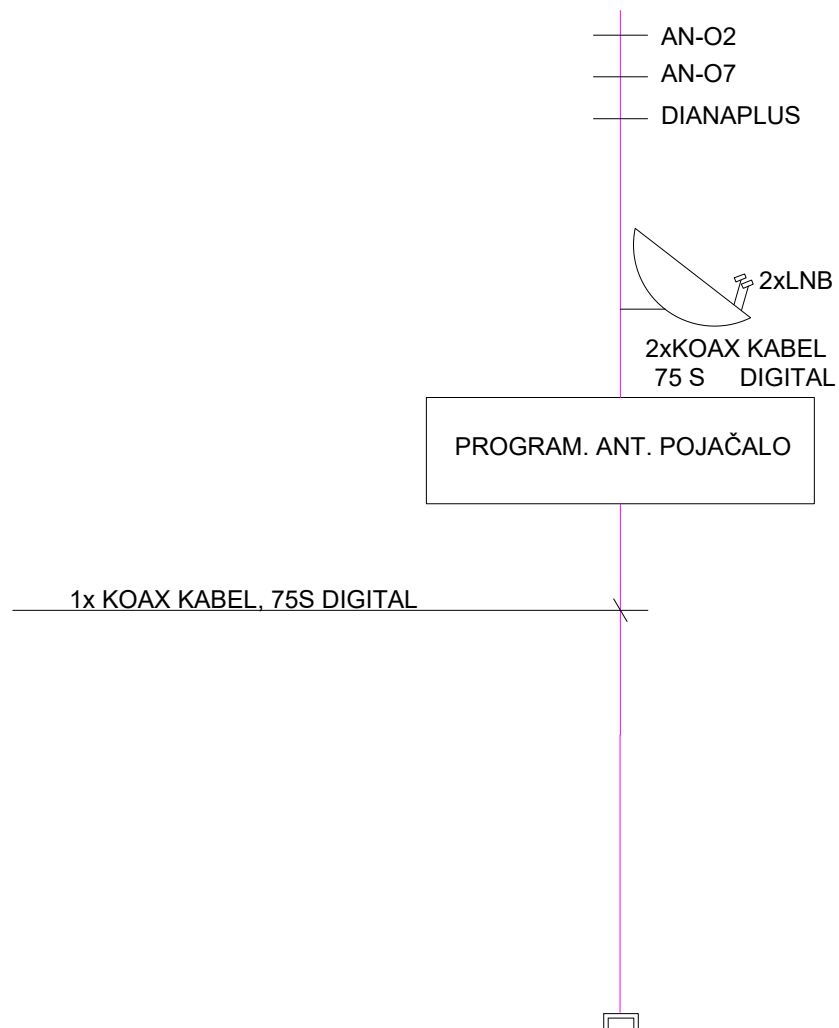 AN-O2
AN-O7
DIANAPLUS
2xLNB
2xKOAX KABEL
75 S DIGITAL
PROGRAM. ANT. POJAČALO
1x KOAX KABEL, 75S DIGITAL